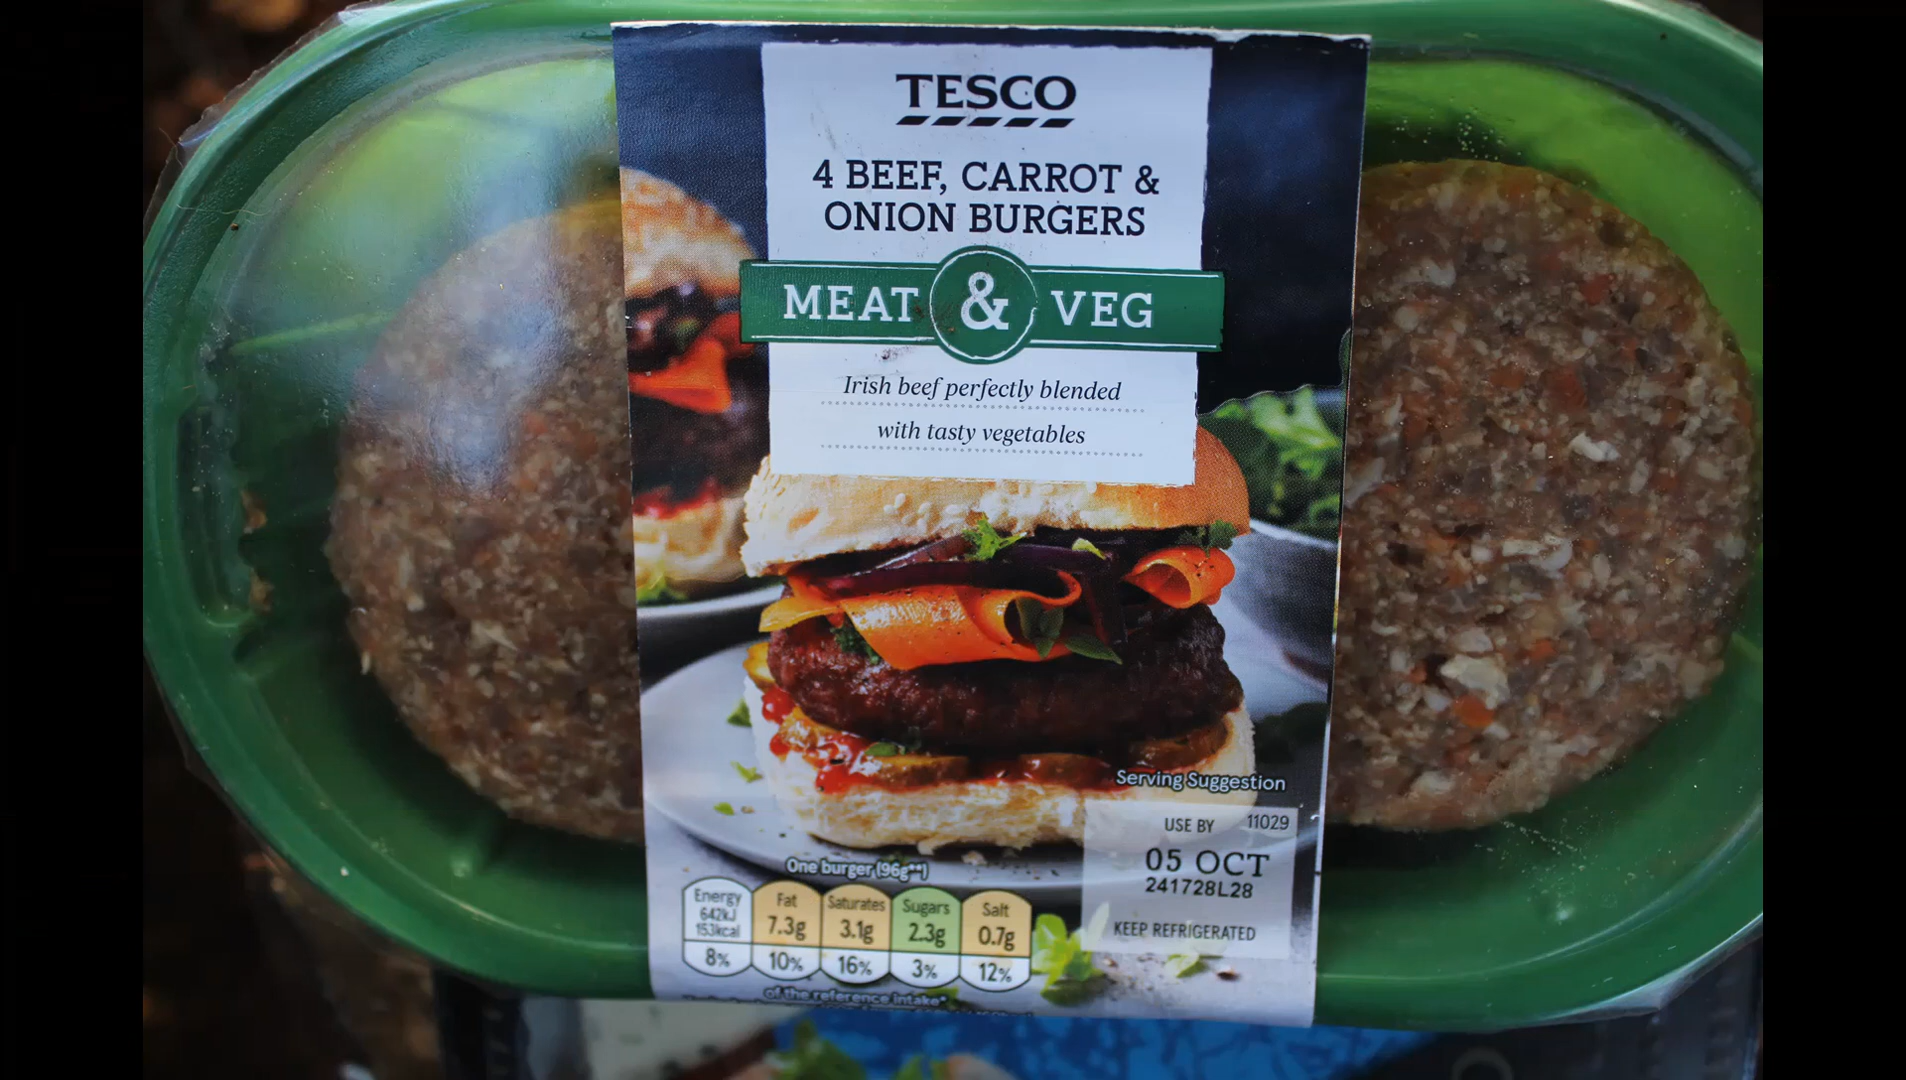 TESCO
4 BEEF, CARROT &
ONION BURGERS
MEAT & VEG
Irish beef perfectly blended
with tasty vegetables
Serving Suggestion
USE BY 11029
05 OCT
241728L28
KEEP REFRIGERATED
One burger (96g**)
Energy Fat Saturates Sugars Salt
642kJ
153kcal 7.3g 3.1g 2.3g 0.7g
8% 10% 16% 3% 12%
of the reference intake*